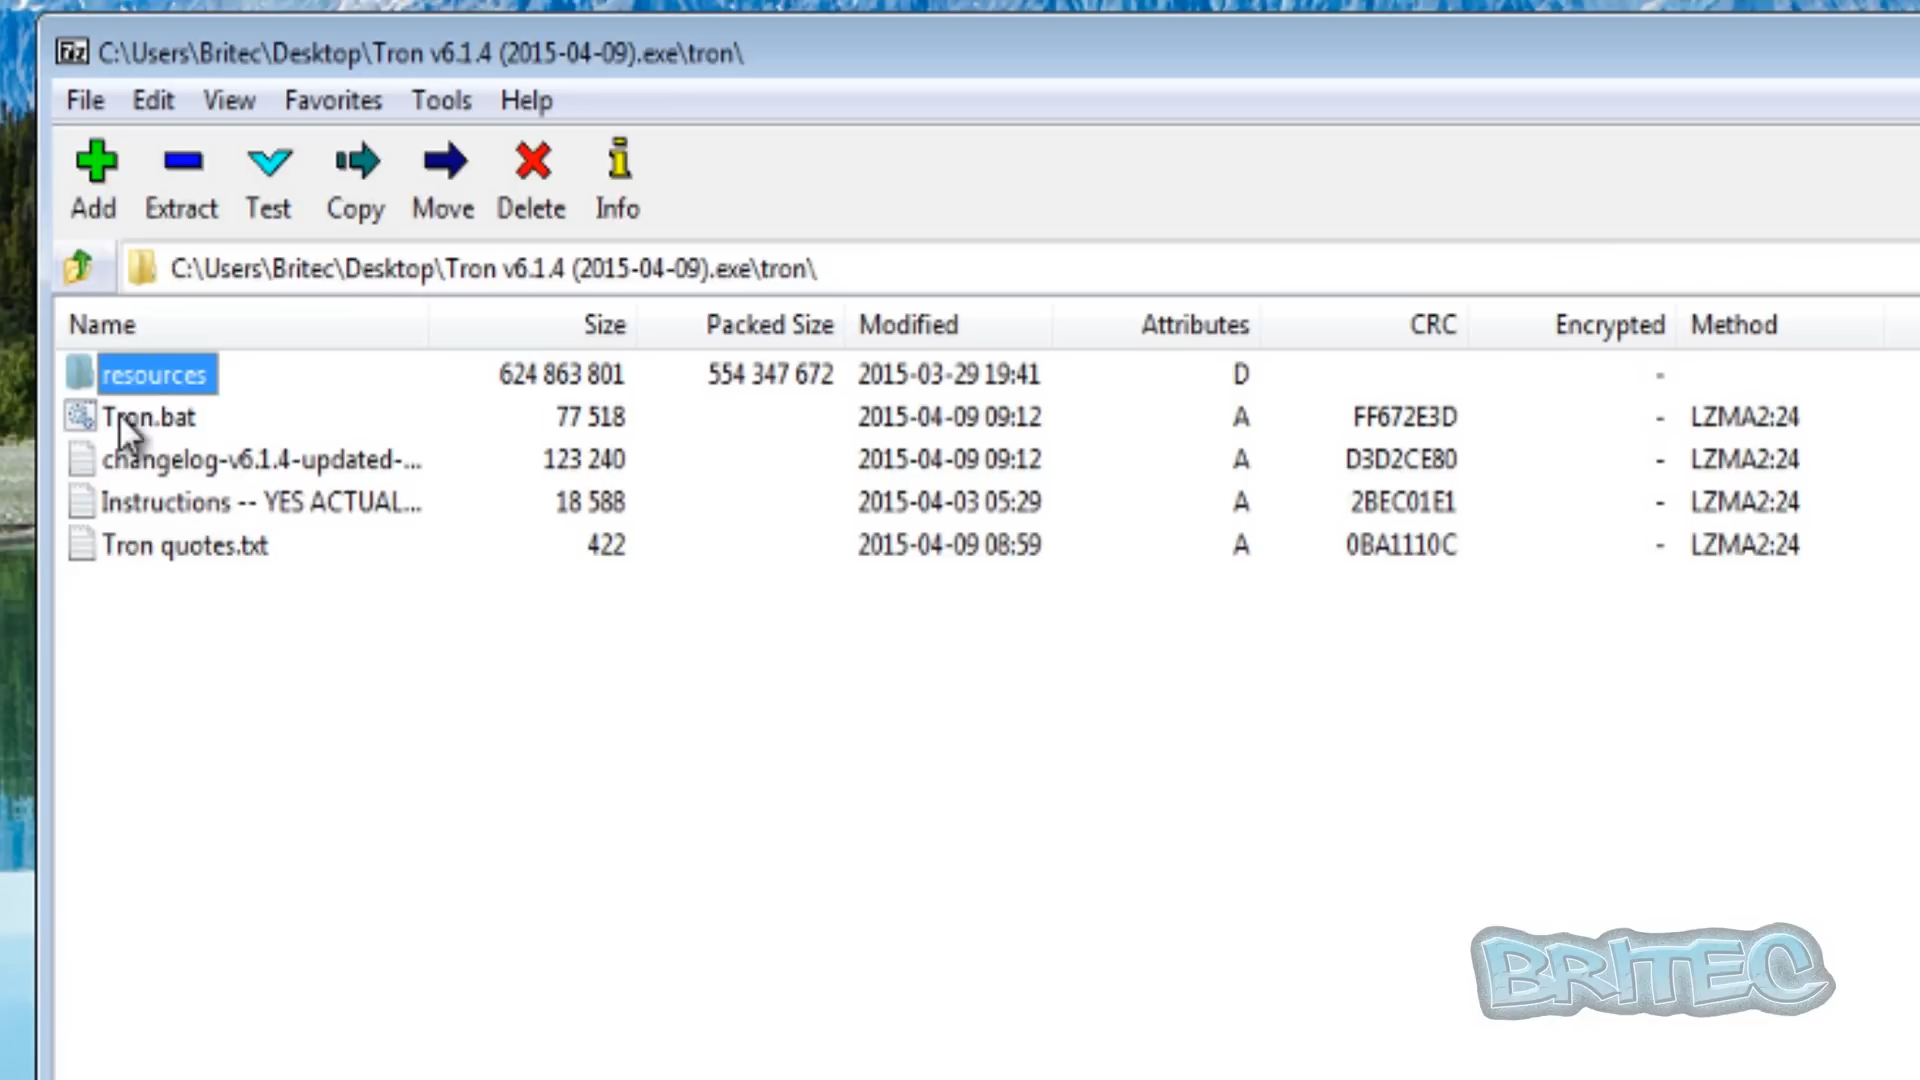 C:\Users\Britec\Desktop\Tron v6.1.4 (2015-04-09).exe\tron\
File Edit View Favorites Tools Help
Add Extract Test Copy Move Delete Info
C:\Users\Britec\Desktop\Tron v6.1.4 (2015-04-09).exe\tron\
Name Size Packed Size Modified Attributes CRC Encrypted Method
resources 624 863 801 554 347 672 2015-03-29 19:41 D -
Tron.bat 77 518 2015-04-09 09:12 A FF672E3D - LZMA2:24
changelog-v6.1.4-updated-... 123 240 2015-04-09 09:12 A D3D2CE80 - LZMA2:24
Instructions -- YES ACTUAL... 18 588 2015-04-03 05:29 A 2BEC01E1 - LZMA2:24
Tron quotes.txt 422 2015-04-09 08:59 A 0BA1110C - LZMA2:24
BRITEC